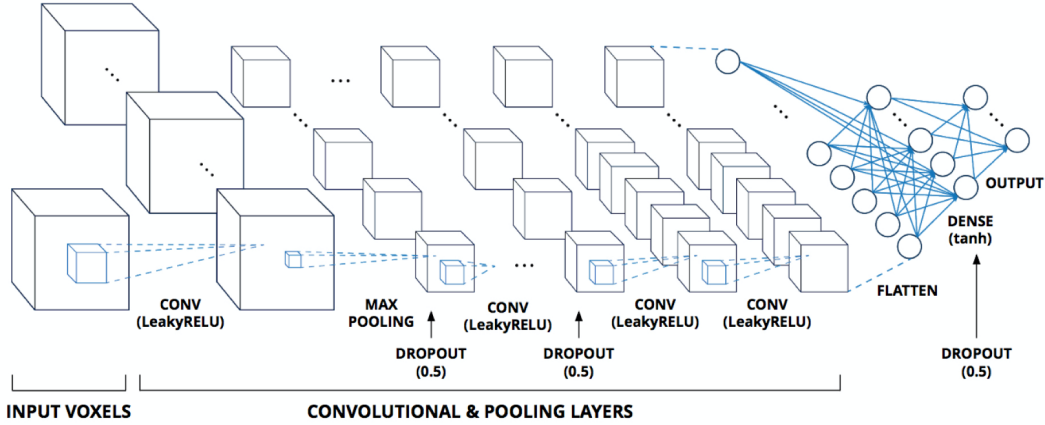 OUTPUT
DENSE
(tanh)
FLATTEN
CONV
(LeakyRELU)
MAX
POOLING
CONV
(LeakyRELU)
CONV
(LeakyRELU)
CONV
(LeakyRELU)
DROPOUT
(0.5)
DROPOUT
(0.5)
DROPOUT
(0.5)
INPUT VOXELS
CONVOLUTIONAL & POOLING LAYERS